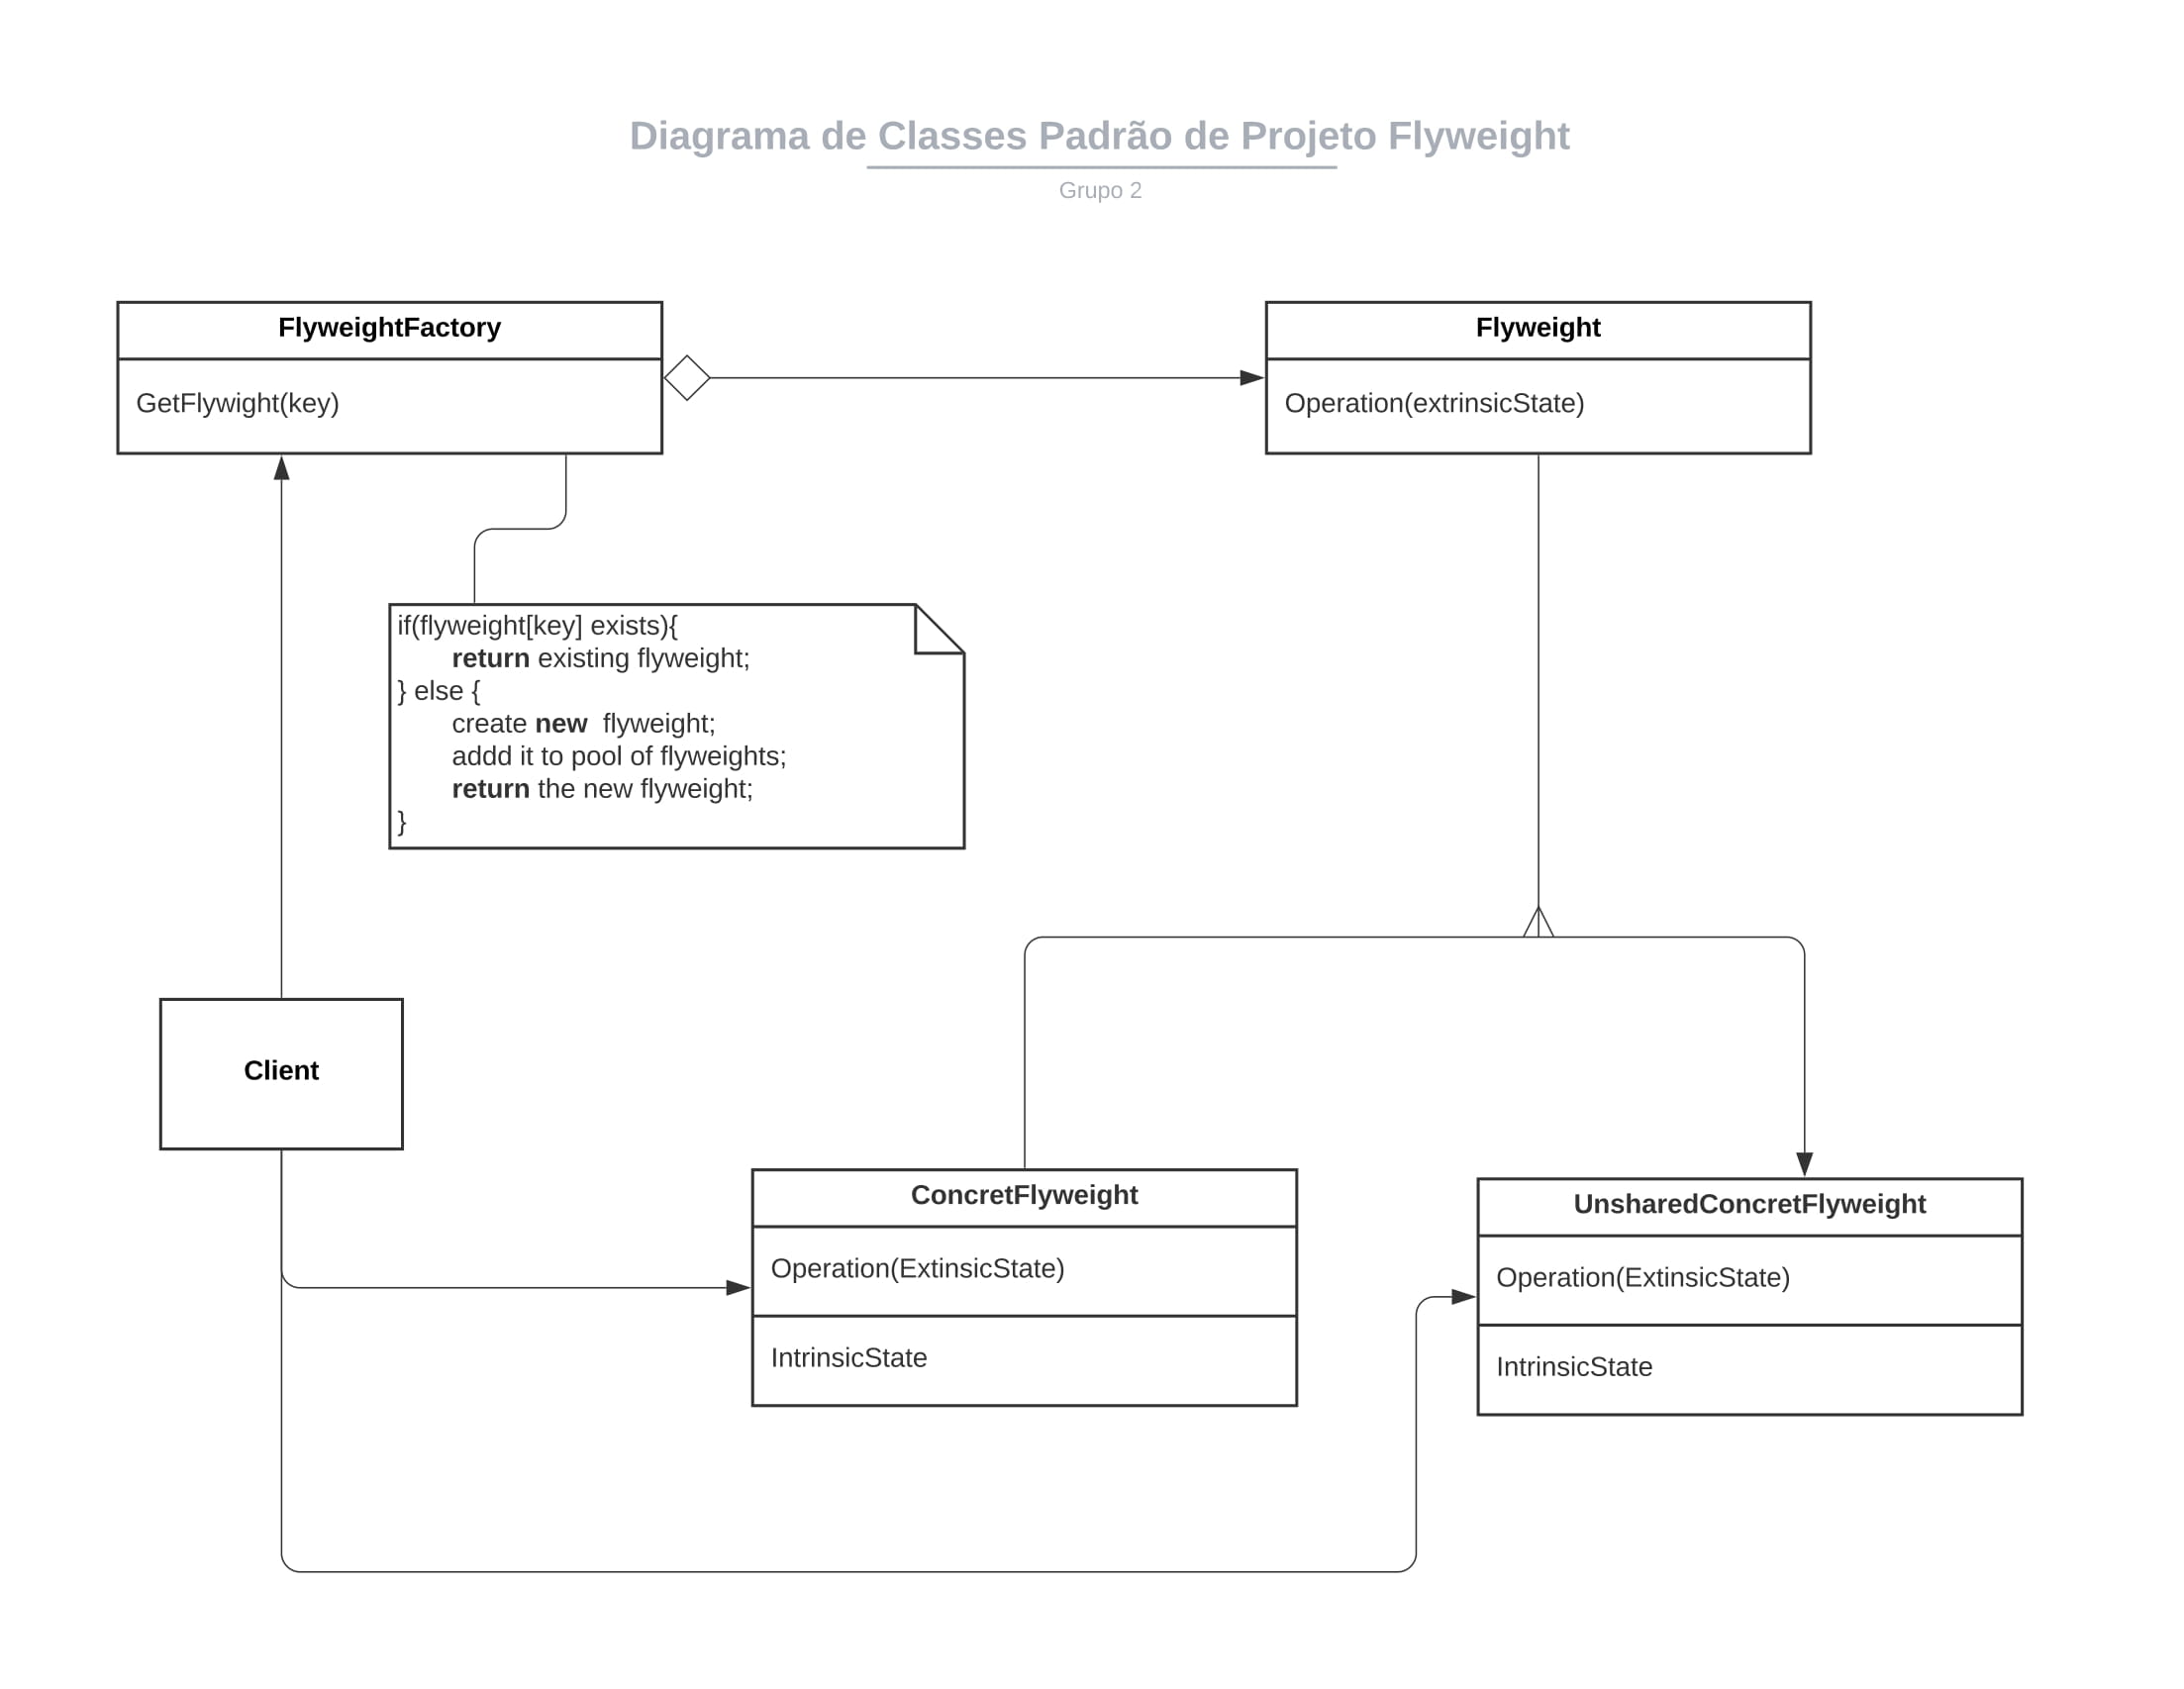 Diagrama de Classes Padrão de Projeto Flyweight
Grupo 2
FlyweightFactory
GetFlywight(key)
Flyweight
Operation(extrinsicState)
if(flyweight[key] exists){
return existing flyweight;
} else {
create new  flyweight;
addd it to pool of flyweights;
return the new flyweight;
}
Client
ConcretFlyweight
Operation(ExtinsicState)
IntrinsicState
UnsharedConcretFlyweight
Operation(ExtinsicState)
IntrinsicState